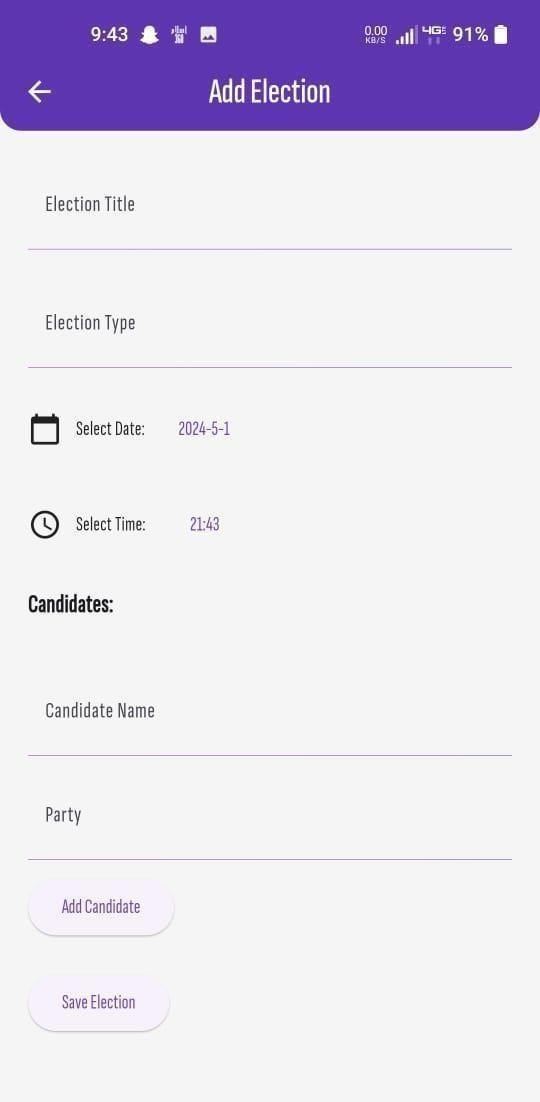 9:43
0.00
KB/S
4GE
91%
Add Election
Election Title
Election Type
Select Date: 2024-5-1
Select Time: 21:43
Candidates:
Candidate Name
Party
Add Candidate
Save Election